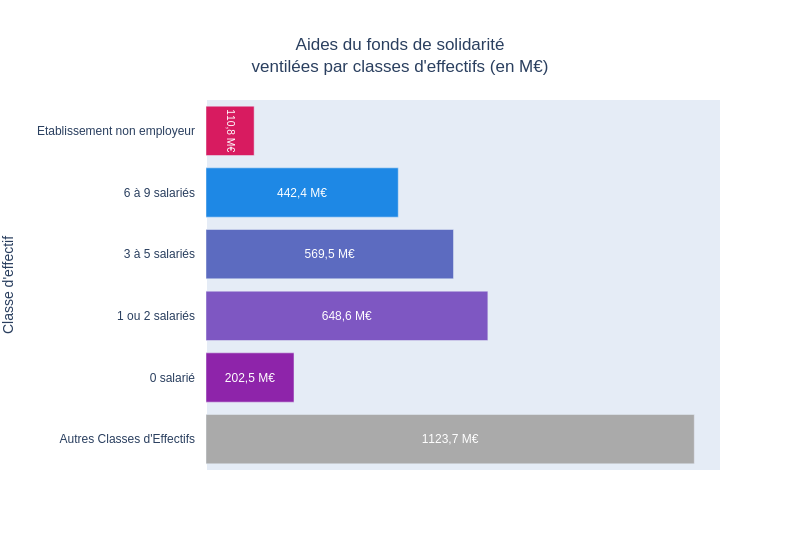 Aides du fonds de solidarité
ventilées par classes d'effectifs (en M€)
Classe d'effectif
Etablissement non employeur
110,8 M€
6 à 9 salariés
442,4 M€
3 à 5 salariés
569,5 M€
1 ou 2 salariés
648,6 M€
0 salarié
202,5 M€
Autres Classes d'Effectifs
1123,7 M€